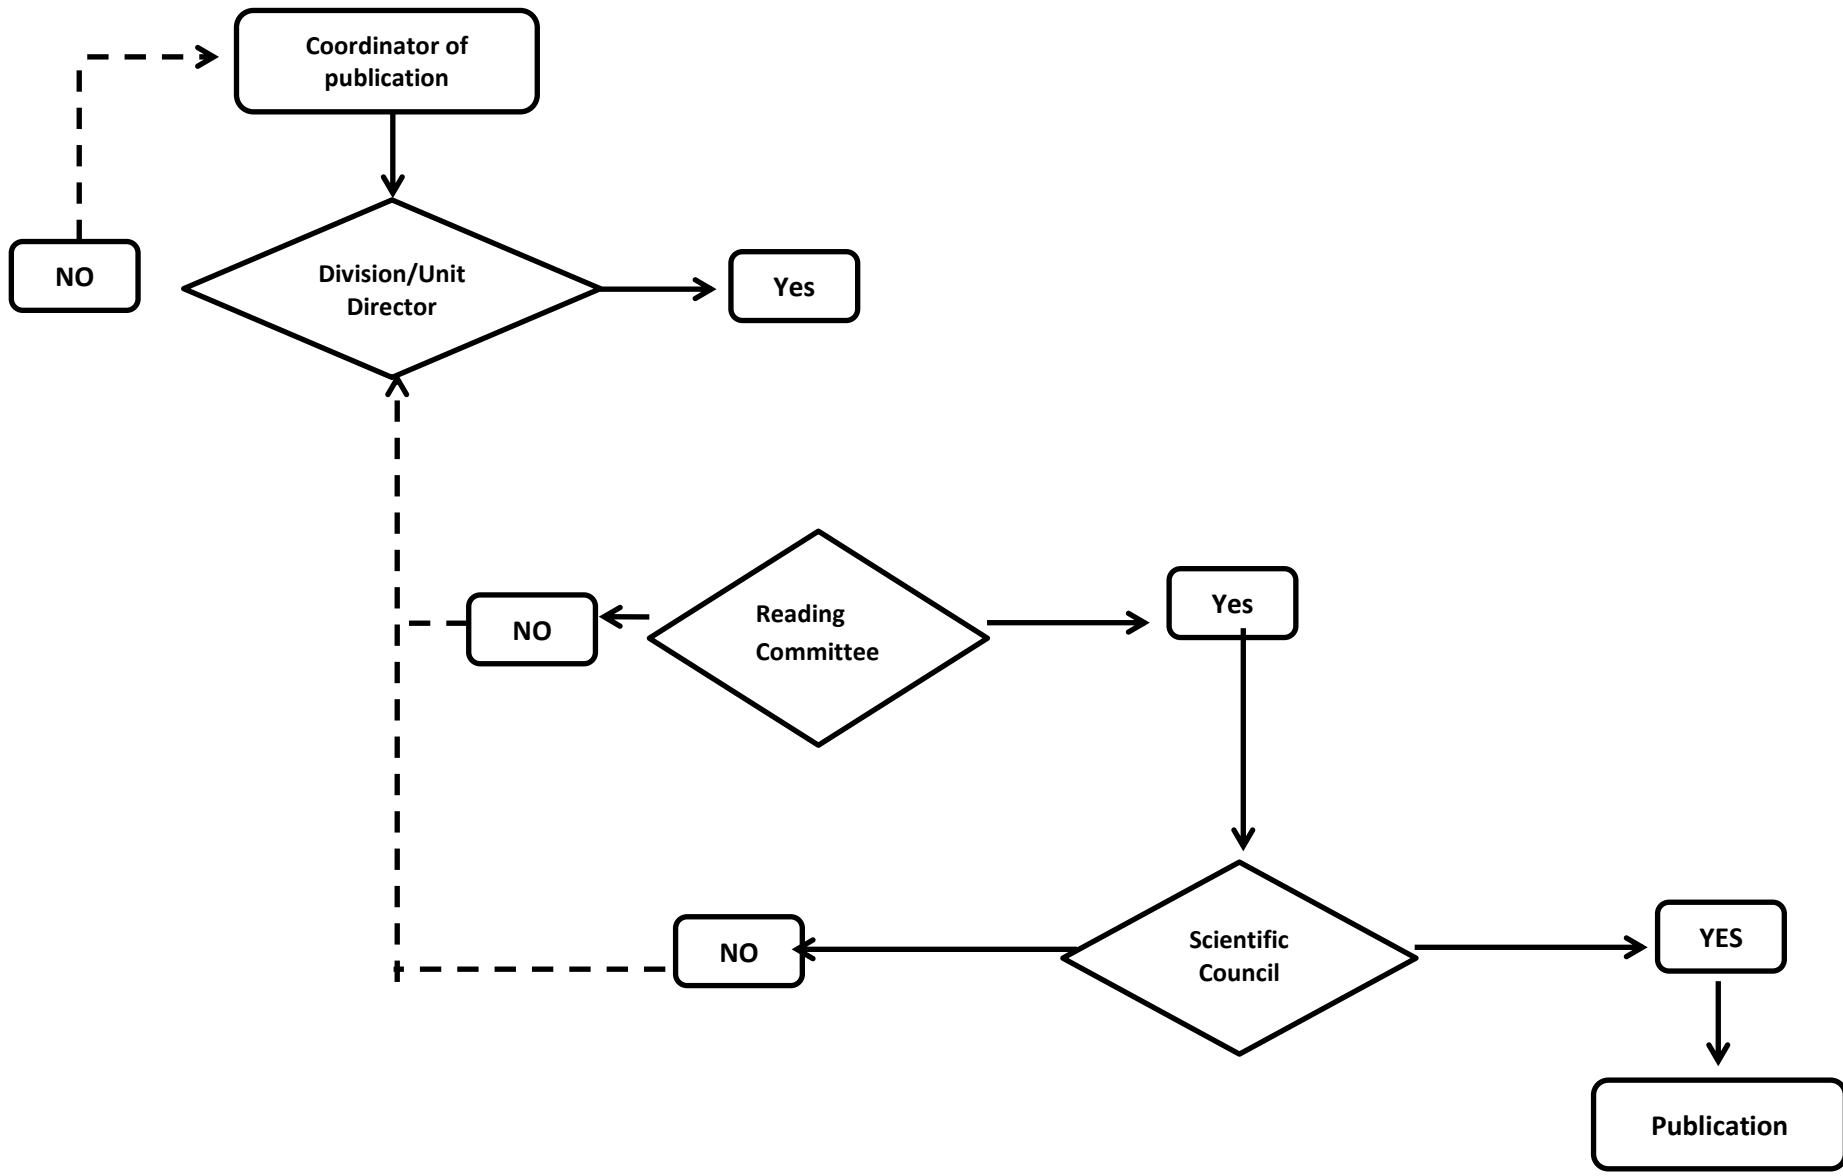 Coordinator of
publication
NO
Division/Unit
Director
Yes
NO
Reading
Committee
Yes
NO
Scientific
Council
YES
Publication